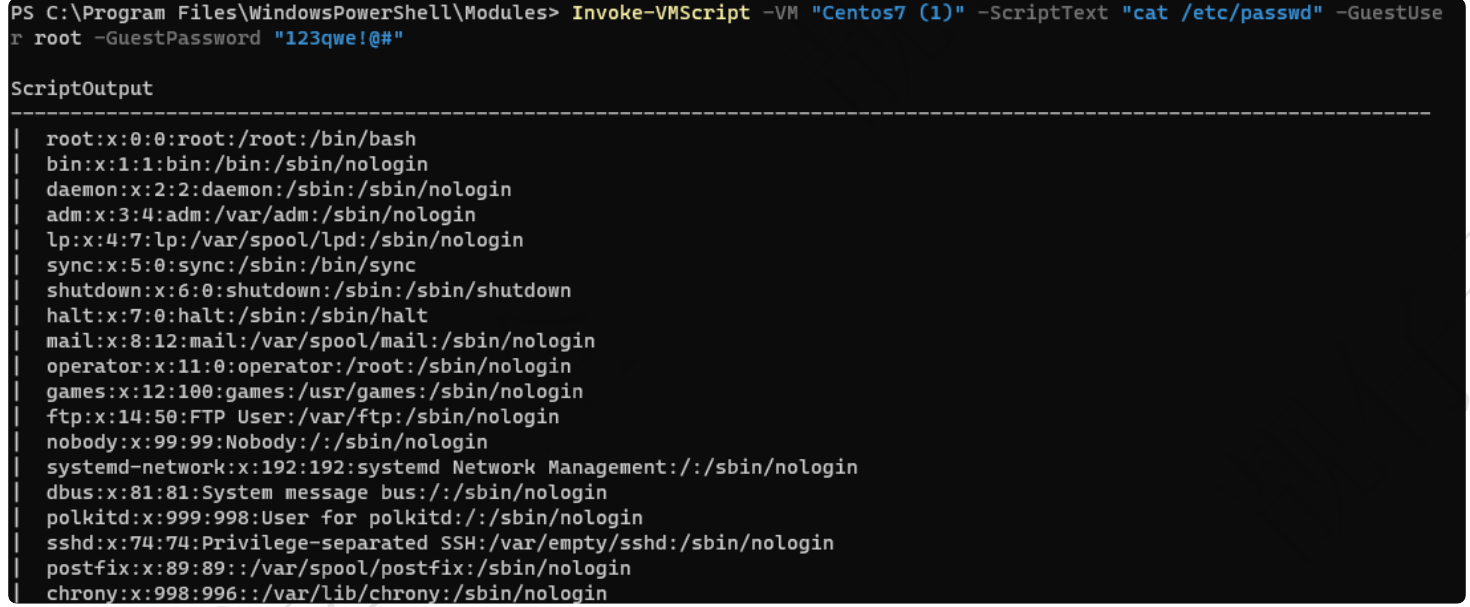 PS C:\Program Files\WindowsPowerShell\Modules> Invoke-VMScript -VM "Centos7 (1)" -ScriptText "cat /etc/passwd" -GuestUse
r root -GuestPassword "123qwe!@#"
ScriptOutput
-----------------------------------------------------------------------------------------------------------------------
|  root:x:0:0:root:/root:/bin/bash
|  bin:x:1:1:bin:/bin:/sbin/nologin
|  daemon:x:2:2:daemon:/sbin:/sbin/nologin
|  adm:x:3:4:adm:/var/adm:/sbin/nologin
|  lp:x:4:7:lp:/var/spool/lpd:/sbin/nologin
|  sync:x:5:0:sync:/sbin:/bin/sync
|  shutdown:x:6:0:shutdown:/sbin:/sbin/shutdown
|  halt:x:7:0:halt:/sbin:/sbin/halt
|  mail:x:8:12:mail:/var/spool/mail:/sbin/nologin
|  operator:x:11:0:operator:/root:/sbin/nologin
|  games:x:12:100:games:/usr/games:/sbin/nologin
|  ftp:x:14:50:FTP User:/var/ftp:/sbin/nologin
|  nobody:x:99:99:Nobody:/:/sbin/nologin
|  systemd-network:x:192:192:systemd Network Management:/:/sbin/nologin
|  dbus:x:81:81:System message bus:/:/sbin/nologin
|  polkitd:x:999:998:User for polkitd:/:/sbin/nologin
|  sshd:x:74:74:Privilege-separated SSH:/var/empty/sshd:/sbin/nologin
|  postfix:x:89:89::/var/spool/postfix:/sbin/nologin
|  chrony:x:998:996::/var/lib/chrony:/sbin/nologin